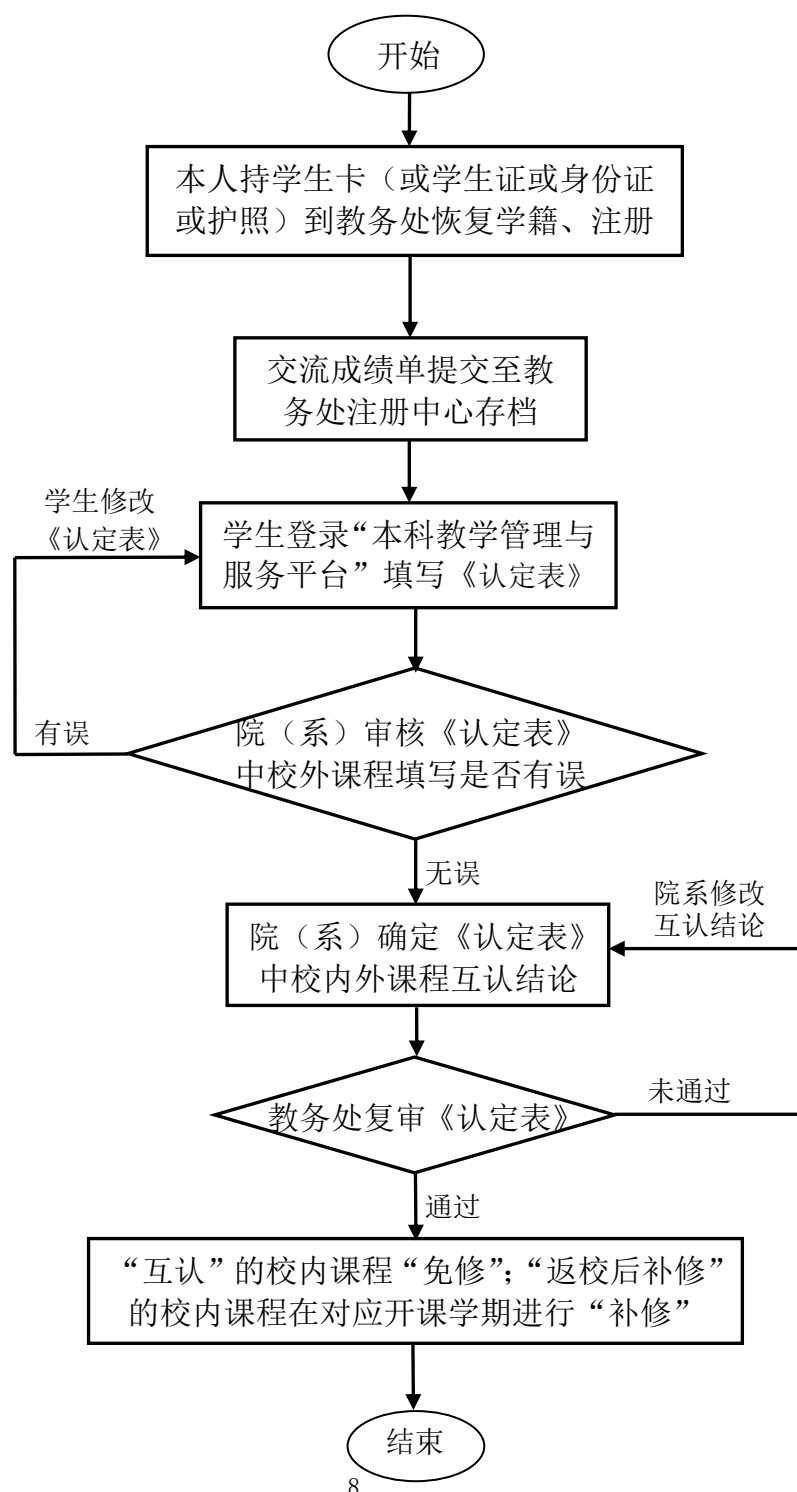 开始
本人持学生卡（或学生证或身份证
或护照）到教务处恢复学籍、注册
交流成绩单提交至教
务处注册中心存档
学生修改
《认定表》
学生登录“本科教学管理与
服务平台”填写《认定表》
有误
院（系）审核《认定表》
中校外课程填写是否有误
无误
院系修改
互认结论
院（系）确定《认定表》
中校内外课程互认结论
教务处复审《认定表》
未通过
通过
“互认”的校内课程“免修”；“返校后补修”
的校内课程在对应开课学期进行“补修”
结束
8